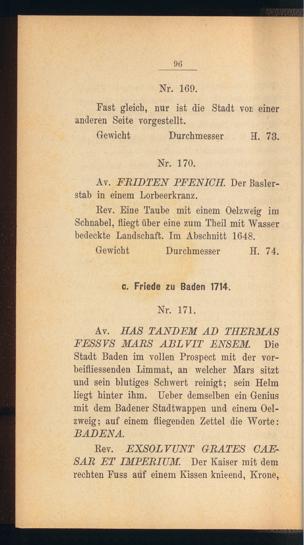 96
Nr. 169.
Fast gleich, nur ist die Stadt von einer
anderen Seite vorgestellt.
Gewicht Durchmesser H. 73.
Nr. 170.
Av. FRIDTEN PFENICH. Der Basler-
stab in einem Lorbeerkranz.
Rev. Eine Taube mit einem Oelzweig im
Schnabel, fliegt über eine zum Theil mit Wasser
bedeckte Landschaft. Im Abschnitt 1648.
Gewicht Durchmesser H. 74.
c. Friede zu Baden 1714.
Nr. 171.
Av. HAS TANDEM AD THERMAS
FESSVS MARS ABLVIT ENSEM. Die
Stadt Baden im vollen Prospect mit der vor-
beifliessenden Limmat, an welcher Mars sitzt
und sein blutiges Schwert reinigt; sein Helm
liegt hinter ihm. Ueber demselben ein Genius
mit dem Badener Stadtwappen und einem Oel-
zweig; auf einem fliegenden Zettel die Worte:
BADENA.
Rev. EXSOLVUNT GRATES CAE-
SAR ET IMPERIUM. Der Kaiser mit dem
rechten Fuss auf einem Kissen knieend, Krone,